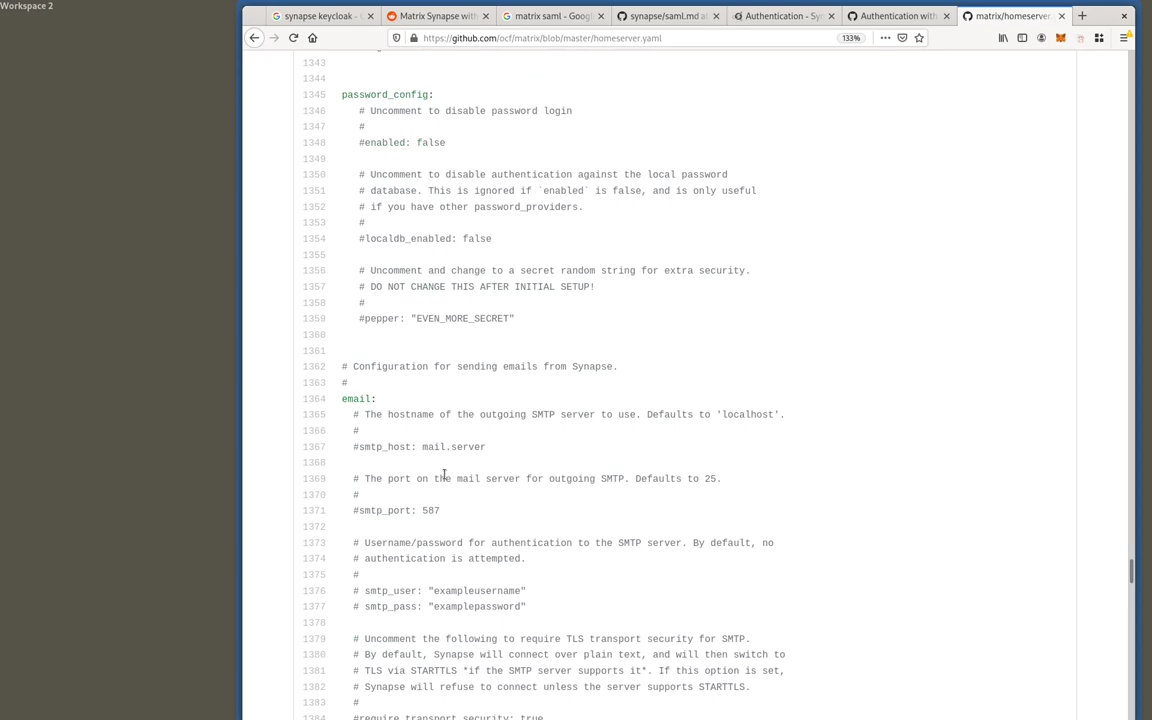 Workspace 2
synapse keycloak - G
Matrix Synapse with
matrix saml - Googl
synapse/saml.md at
Authentication - Sy
Authentication with
matrix/homeserver.
https://github.com/ocf/matrix/blob/master/homeserver.yaml
133%
1343
1344
1345 password_config:
1346 # Uncomment to disable password login
1347 #
1348 #enabled: false
1349
1350 # Uncomment to disable authentication against the local password
1351 # database. This is ignored if `enabled` is false, and is only useful
1352 # if you have other password_providers.
1353 #
1354 #localdb_enabled: false
1355
1356 # Uncomment and change to a secret random string for extra security.
1357 # DO NOT CHANGE THIS AFTER INITIAL SETUP!
1358 #
1359 #pepper: "EVEN_MORE_SECRET"
1360
1361
1362 # Configuration for sending emails from Synapse.
1363 #
1364 email:
1365 # The hostname of the outgoing SMTP server to use. Defaults to 'localhost'.
1366 #
1367 #smtp_host: mail.server
1368
1369 # The port on the mail server for outgoing SMTP. Defaults to 25.
1370 #
1371 #smtp_port: 587
1372
1373 # Username/password for authentication to the SMTP server. By default, no
1374 # authentication is attempted.
1375 #
1376 # smtp_user: "exampleusername"
1377 # smtp_pass: "examplepassword"
1378
1379 # Uncomment the following to require TLS transport security for SMTP.
1380 # By default, Synapse will connect over plain text, and will then switch to
1381 # TLS via STARTTLS *if the SMTP server supports it*. If this option is set,
1382 # Synapse will refuse to connect unless the server supports STARTTLS.
1383 #
1384 #require_transport_security: true